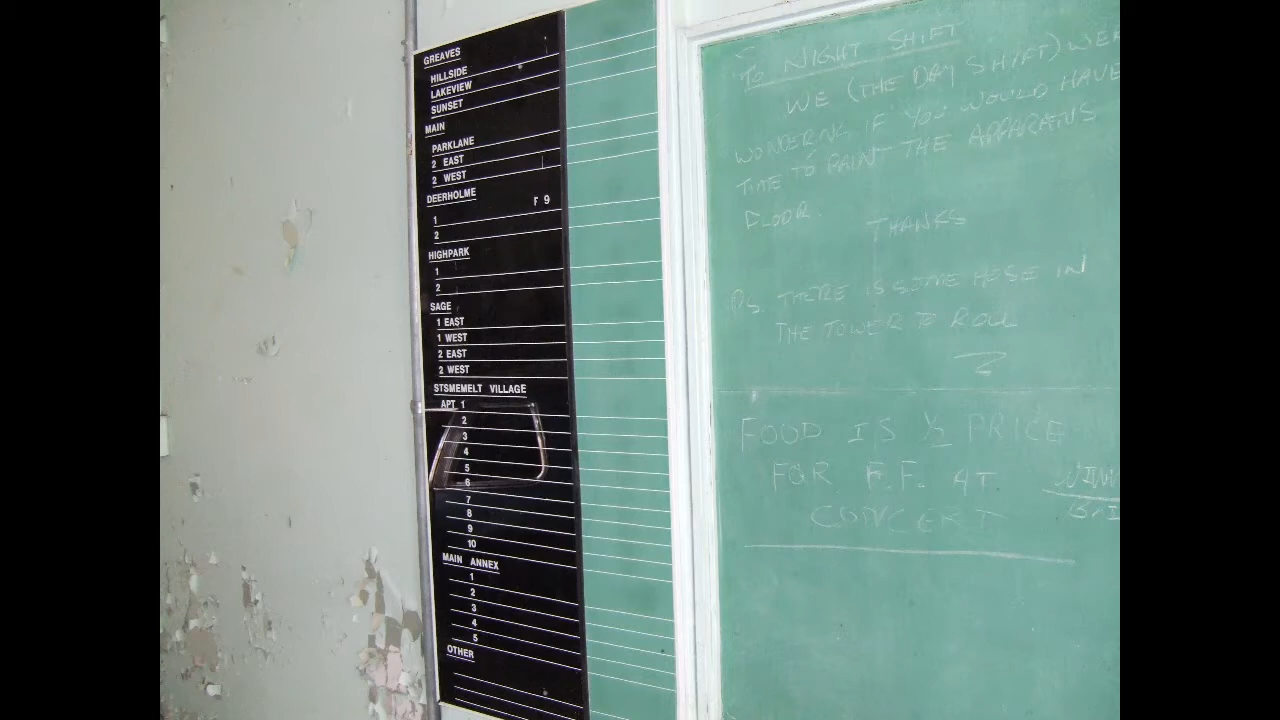 GREAVES
HILLSIDE
LAKEVIEW
SUNSET
MAIN
PARKLANE
2 EAST
2 WEST
DEERHOLME
F 9
1
2
HIGHPARK
1
2
SAGE
1 EAST
1 WEST
2 EAST
2 WEST
STSMEMELT VILLAGE
APT 1
2
3
4
5
6
7
8
9
10
MAIN ANNEX
1
2
3
4
5
OTHER
TO NIGHT SHIFT
WE (THE DAY SHIFT) WER
WONDERING IF YOU WOULD HAVE
TIME TO PAINT THE
FLOOR.
THANKS
PS. THERE IS SOME HOSE IN
THE TOWER TO ROLL
FOOD IS 1/2 PRICE
FOR F.F. AT
CONCERT